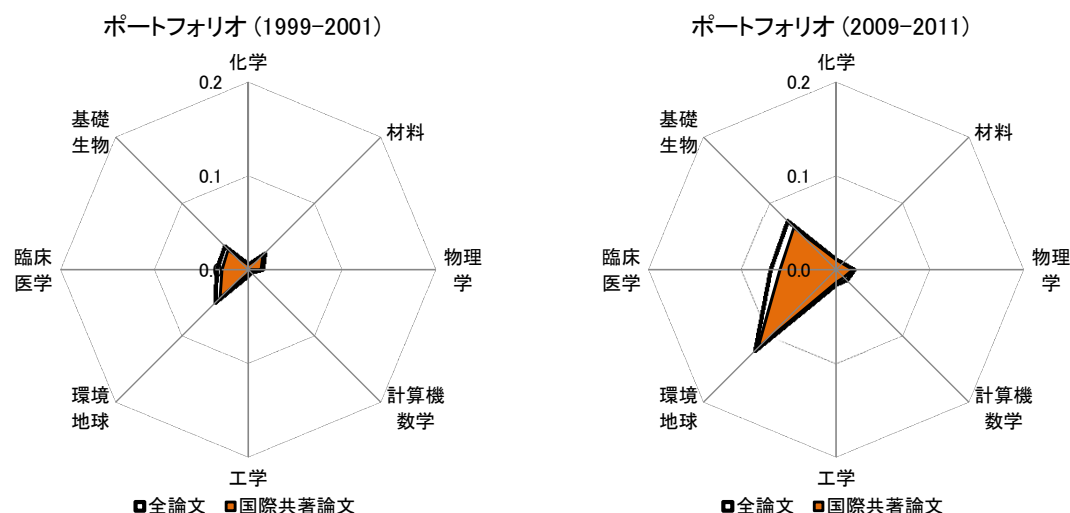 ポートフォリオ (1999-2001)
化学
0.2
0.1
0.0
基礎
生物
材料
臨床
医学
物理
学
環境
地球
計算機
数学
工学
全論文 国際共著論文
ポートフォリオ (2009-2011)
化学
0.2
0.1
0.0
基礎
生物
材料
臨床
医学
物理
学
環境
地球
計算機
数学
工学
全論文 国際共著論文